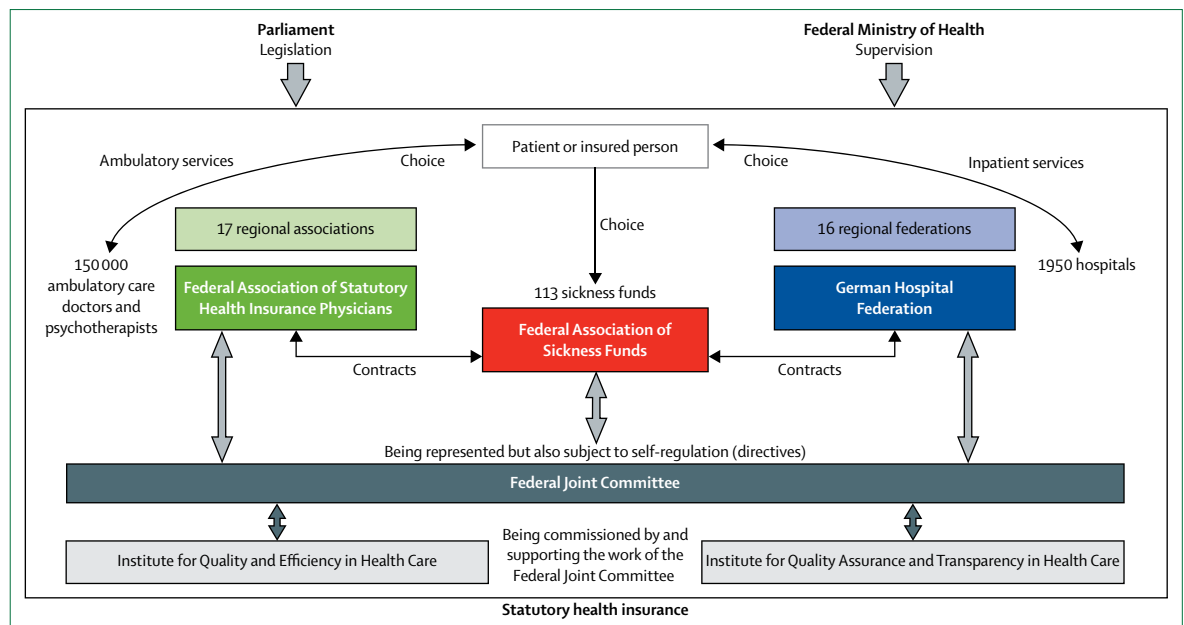 Parliament
Legislation
Federal Ministry of Health
Supervision
Patient or insured person
Ambulatory services
Choice
Choice
Inpatient services
Choice
17 regional associations
16 regional federations
150 000
ambulatory care
doctors and
psychotherapists
1950 hospitals
Federal Association of Statutory
Health Insurance Physicians
113 sickness funds
German Hospital
Federation
Federal Association of
Sickness Funds
Contracts
Contracts
Being represented but also subject to self-regulation (directives)
Federal Joint Committee
Institute for Quality and Efficiency in Health Care
Being commissioned by and
supporting the work of the
Federal Joint Committee
Institute for Quality Assurance and Transparency in Health Care
Statutory health insurance